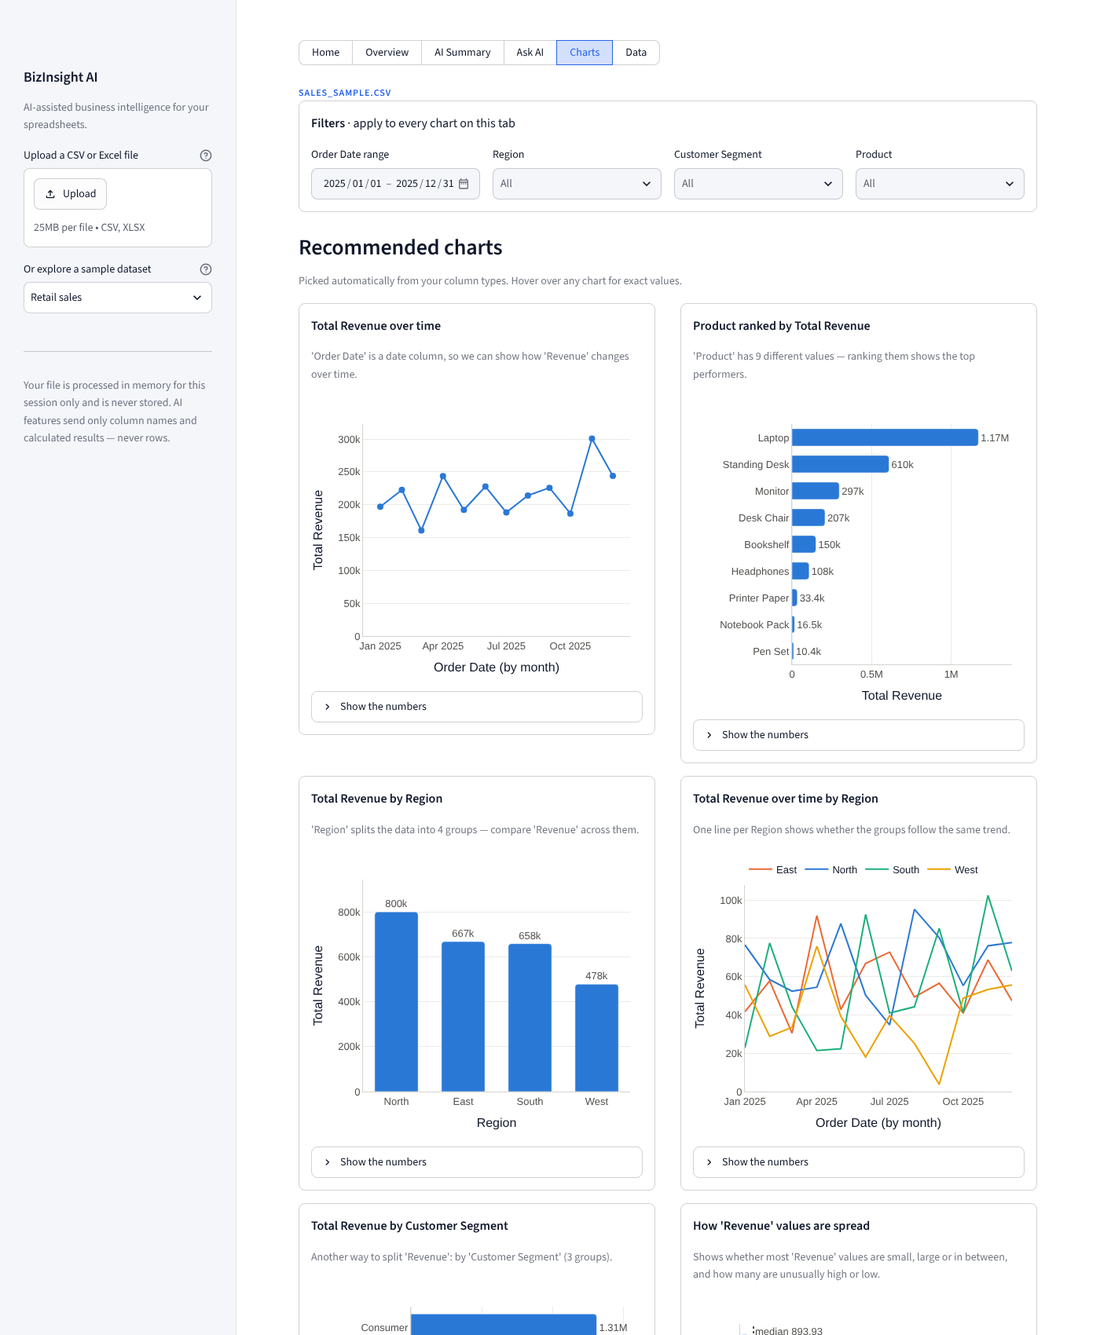 BizInsight AI
AI-assisted business intelligence for your
spreadsheets.
Upload a CSV or Excel file
Upload
25MB per file • CSV, XLSX
Or explore a sample dataset
Retail sales
Your file is processed in memory for this
session only and is never stored. AI
features send only column names and
calculated results — never rows.
Home Overview AI Summary Ask AI Charts Data
SALES_SAMPLE.CSV
Filters · apply to every chart on this tab
Order Date range Region Customer Segment Product
2025/01/01 – 2025/12/31 All All All
Recommended charts
Picked automatically from your column types. Hover over any chart for exact values.
Total Revenue over time
'Order Date' is a date column, so we can show how 'Revenue' changes
over time.
300k
250k
200k
150k
100k
50k
0
Total Revenue
Jan 2025 Apr 2025 Jul 2025 Oct 2025
Order Date (by month)
Show the numbers
Product ranked by Total Revenue
'Product' has 9 different values — ranking them shows the top
performers.
Laptop 1.17M
Standing Desk 610k
Monitor 297k
Desk Chair 207k
Bookshelf 150k
Headphones 108k
Printer Paper 33.4k
Notebook Pack 16.5k
Pen Set 10.4k
0 0.5M 1M
Total Revenue
Show the numbers
Total Revenue by Region
'Region' splits the data into 4 groups — compare 'Revenue' across them.
800k
600k
400k
200k
0
Total Revenue
800k 667k 658k 478k
North East South West
Region
Show the numbers
Total Revenue over time by Region
One line per Region shows whether the groups follow the same trend.
East North South West
100k
80k
60k
40k
20k
0
Total Revenue
Jan 2025 Apr 2025 Jul 2025 Oct 2025
Order Date (by month)
Show the numbers
Total Revenue by Customer Segment
Another way to split 'Revenue': by 'Customer Segment' (3 groups).
Consumer 1.31M
How 'Revenue' values are spread
Shows whether most 'Revenue' values are small, large or in between,
and how many are unusually high or low.
median 893.93